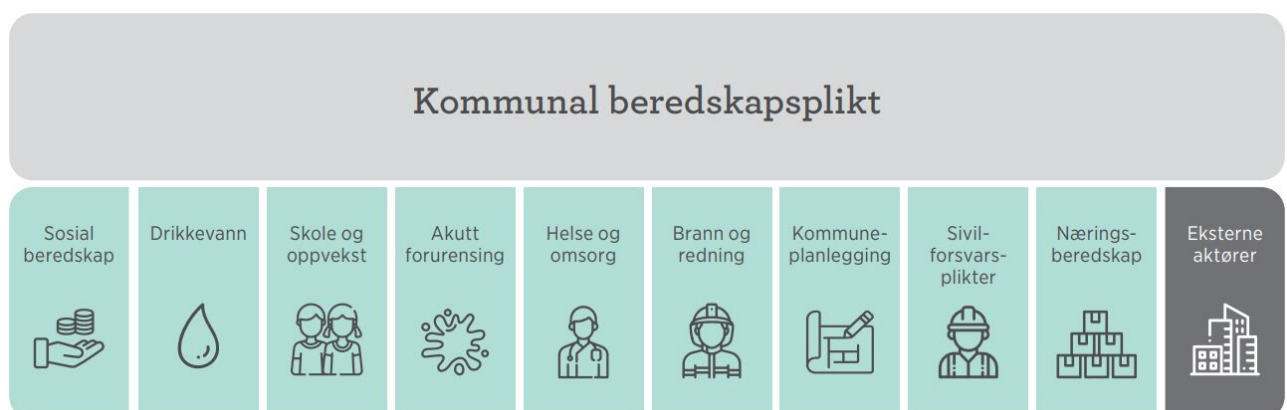 Kommunal beredskapsplikt
Sosial
beredskap
Drikkevann
Skole og
oppvekst
Akutt
forurensing
Helse og
omsorg
Brann og
redning
Kommune-
planlegging
Sivil-
forsvars-
plikter
Nærings-
beredskap
Eksterne
aktører